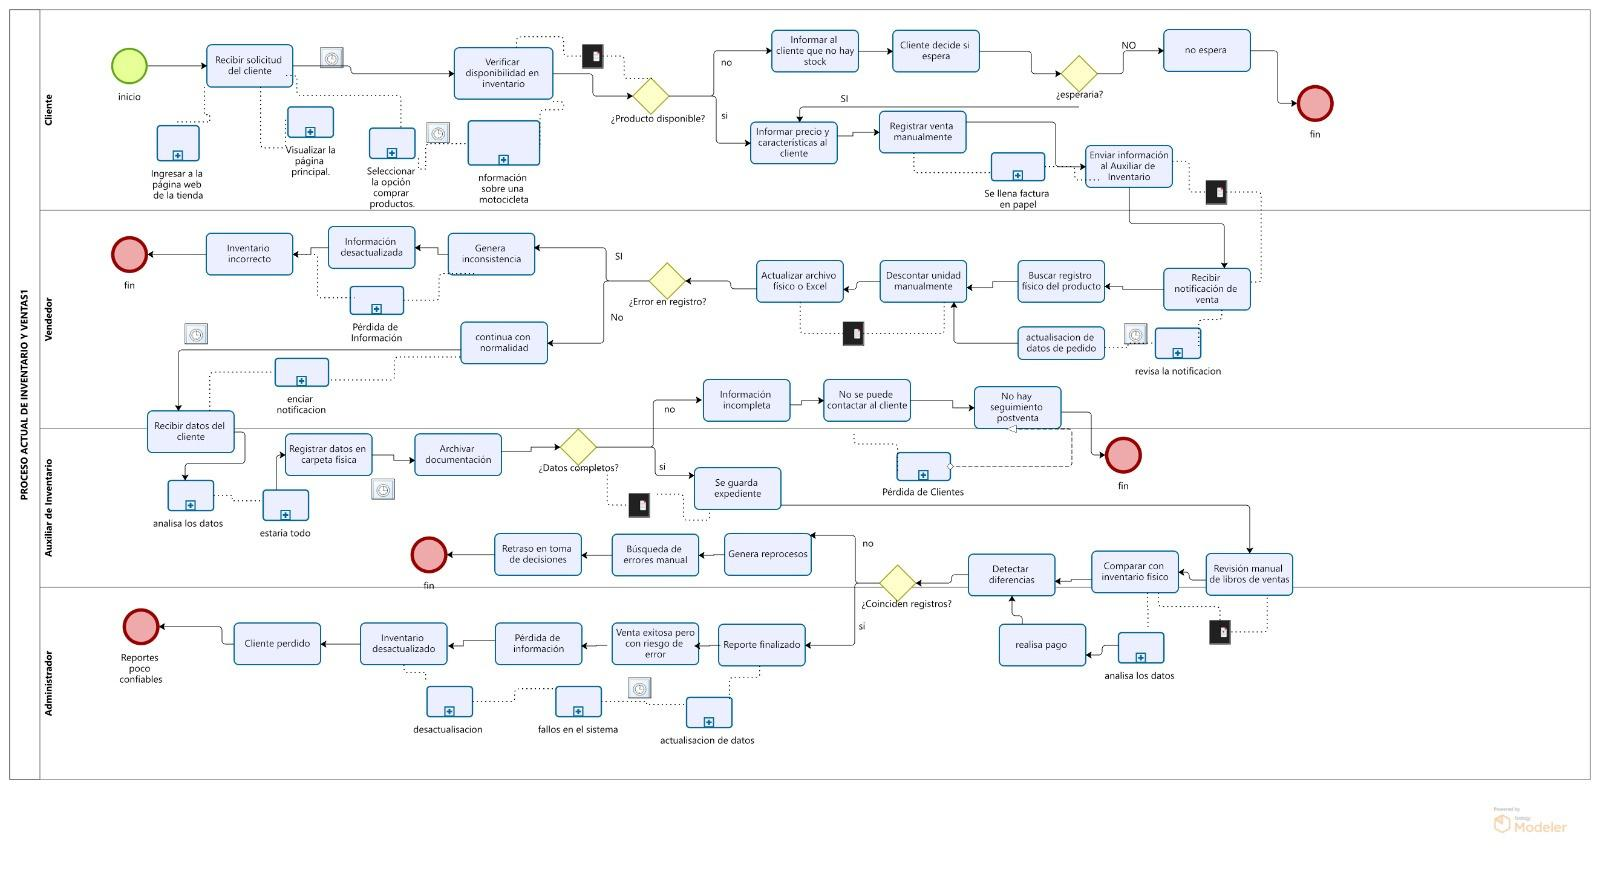 PROCESO ACTUAL DE INVENTARIO Y VENTAS1
Cliente
inicio
Recibir solicitud
del cliente
Ingresar a la
página web
de la tienda
Visualizar la
página
principal.
Seleccionar
la opción
comprar
productos.
Verificar
disponibilidad en
inventario
nformación
sobre una
motocicleta
¿Producto disponible?
no
si
Informar al
cliente que no hay
stock
Cliente decide si
espera
¿esperaria?
NO
SI
no espera
fin
Informar precio y
características al
cliente
Registrar venta
manualmente
Se llena factura
en papel
Enviar información
al Auxiliar de
Inventario
Vendedor
fin
Inventario
incorrecto
Información
desactualizada
Genera
inconsistencia
Pérdida de
Información
SI
¿Error en registro?
No
continua con
normalidad
Actualizar archivo
físico o Excel
Descontar unidad
manualmente
Buscar registro
físico del producto
Recibir
notificación de
venta
actualisacion de
datos de pedido
revisa la notificacion
enciar
notificacion
Recibir datos del
cliente
Información
incompleta
No se puede
contactar al cliente
No hay
seguimiento
postventa
no
Auxiliar de Inventario
Registrar datos en
carpeta física
Archivar
documentación
¿Datos completos?
si
analisa los datos
estaria todo
Se guarda
expediente
Pérdida de Clientes
fin
fin
Retraso en toma
de decisiones
Búsqueda de
errores manual
Genera reprocesos
no
Detectar
diferencias
Comparar con
inventario físico
Revisión manual
de libros de ventas
¿Coinciden registros?
si
Administrador
Reportes
poco
confiables
Cliente perdido
Inventario
desactualizado
Pérdida de
información
Venta exitosa pero
con riesgo de
error
Reporte finalizado
realisa pago
analisa los datos
desactualisacion
fallos en el sistema
actualisacion de datos
Powered by
Modeler